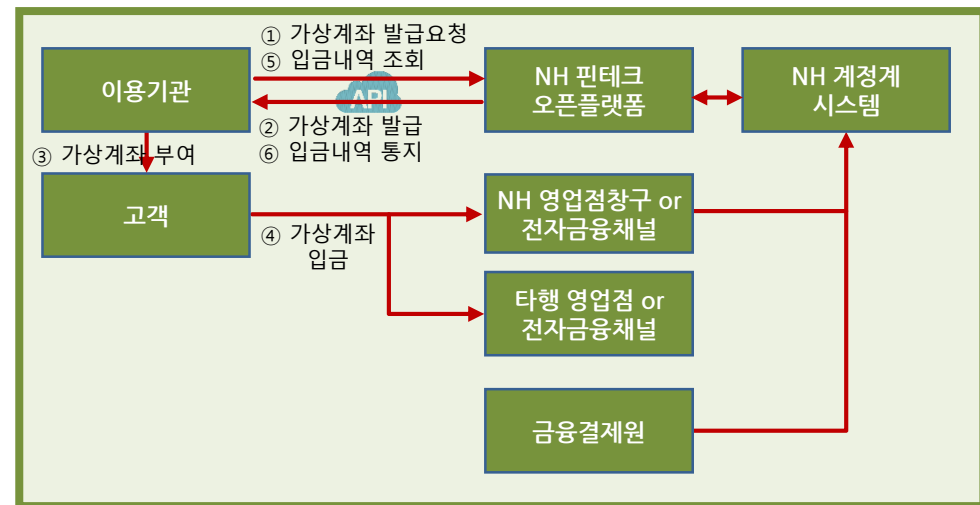 ① 가상계좌 발급요청
⑤ 입금내역 조회
이용기관
API
NH 핀테크
오픈플랫폼
NH 계정계
시스템
② 가상계좌 발급
⑥ 입금내역 통지
③ 가상계좌 부여
고객
④ 가상계좌
입금
NH 영업점창구 or
전자금융채널
타행 영업점 or
전자금융채널
금융결제원